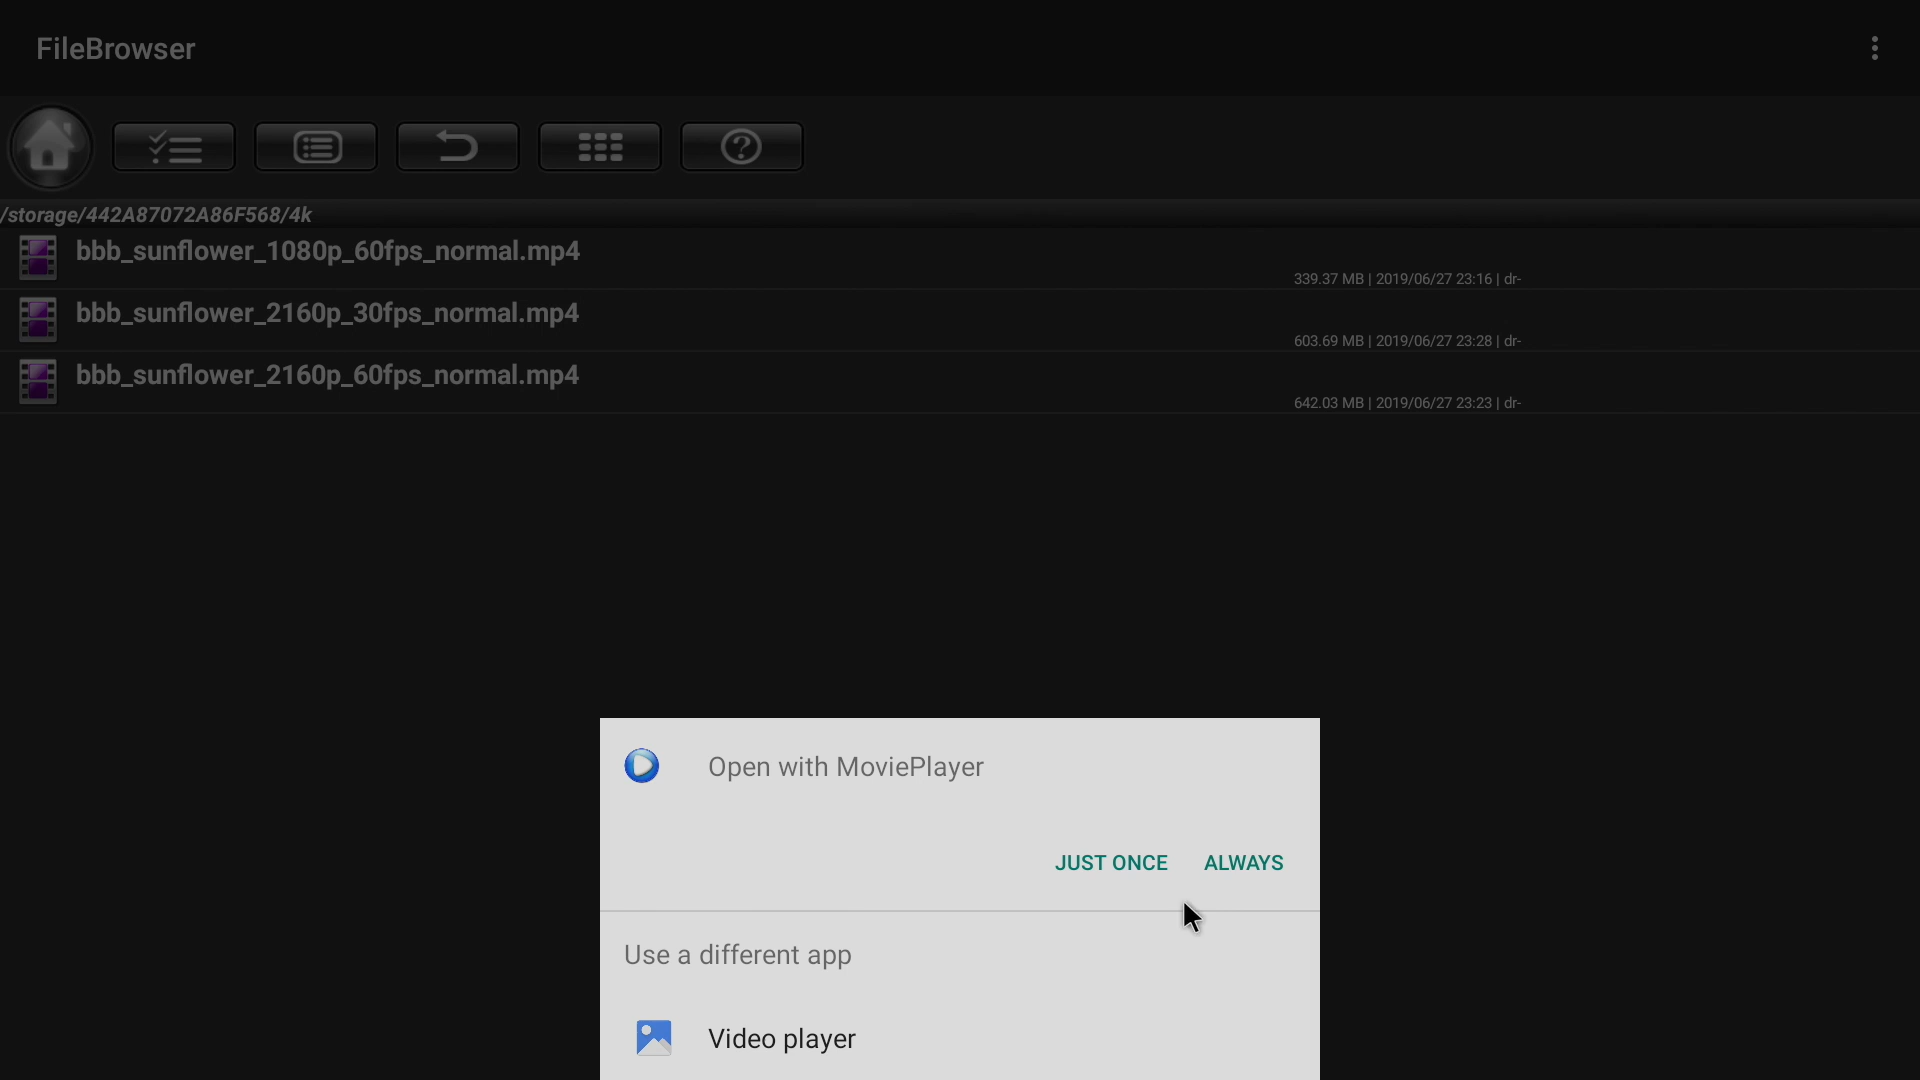 FileBrowser
/storage/442A87072A86F568/4k
bbb_sunflower_1080p_60fps_normal.mp4
339.37 MB | 2019/06/27 23:16 | dr-
bbb_sunflower_2160p_30fps_normal.mp4
603.69 MB | 2019/06/27 23:28 | dr-
bbb_sunflower_2160p_60fps_normal.mp4
642.03 MB | 2019/06/27 23:23 | dr-
Open with MoviePlayer
JUST ONCE ALWAYS
Use a different app
Video player